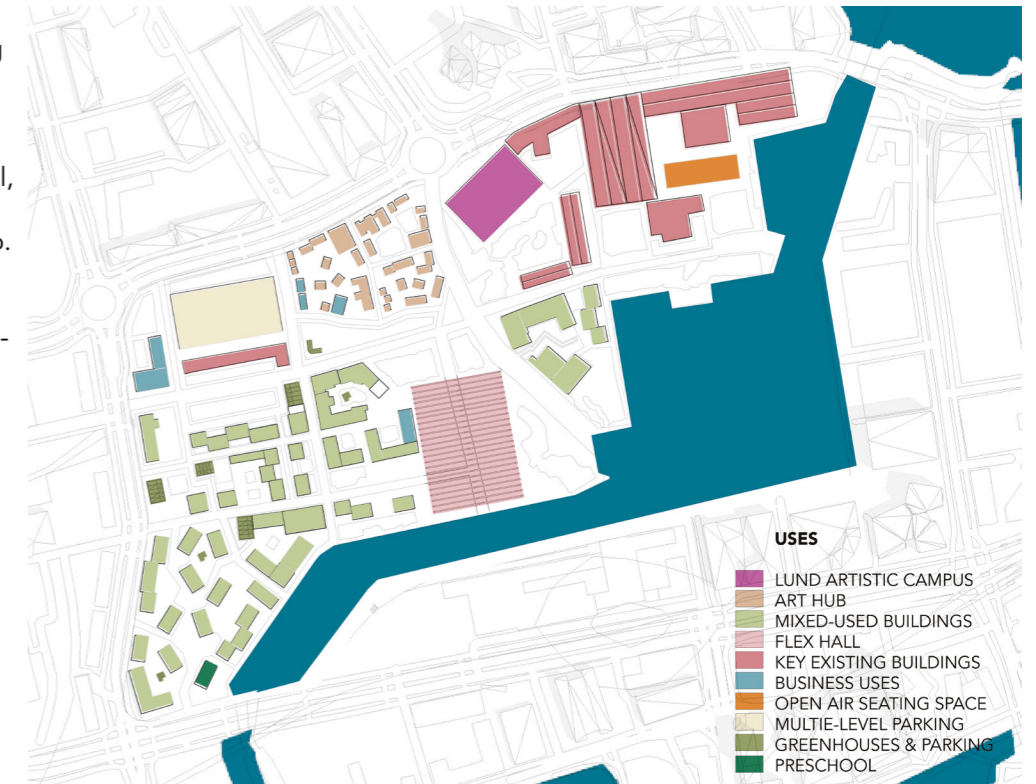 l,
.
-
USES
LUND ARTISTIC CAMPUS
ART HUB
MIXED-USED BUILDINGS
FLEX HALL
KEY EXISTING BUILDINGS
BUSINESS USES
OPEN AIR SEATING SPACE
MULTIE-LEVEL PARKING
GREENHOUSES & PARKING
PRESCHOOL